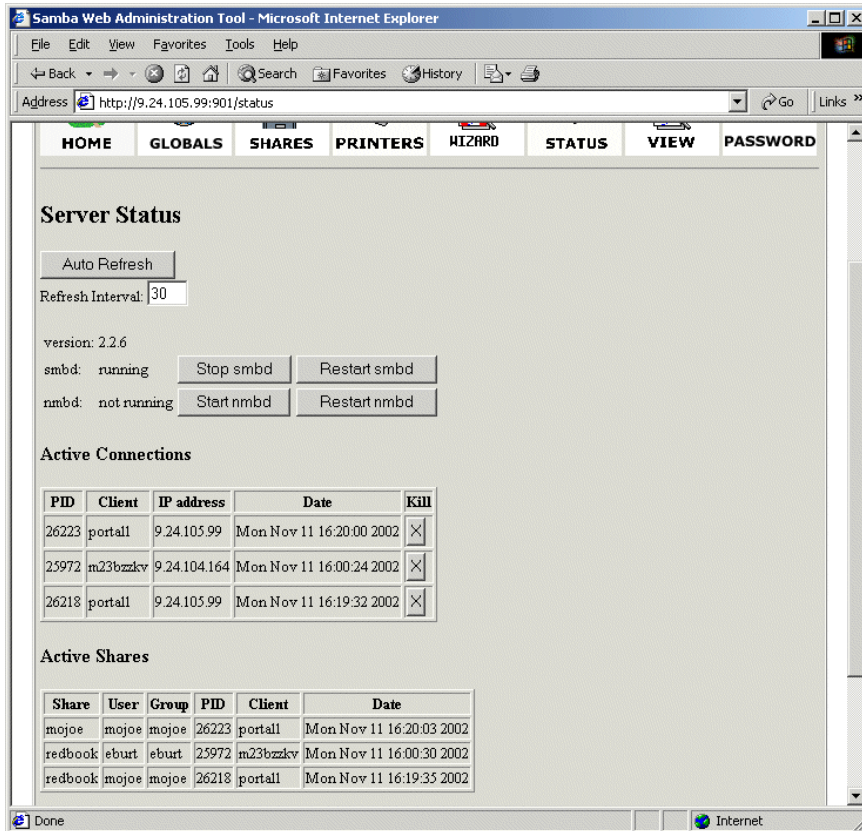 Samba Web Administration Tool - Microsoft Internet Explorer
File Edit View Favorites Tools Help
Back Search Favorites History
Address http://9.24.105.99:901/status Go Links »
HOME GLOBALS SHARES PRINTERS WIZARD STATUS VIEW PASSWORD
Server Status
Auto Refresh
Refresh Interval: 30
version: 2.2.6
smbd: running Stop smbd Restart smbd
nmbd: not running Start nmbd Restart nmbd
Active Connections
PID Client IP address Date Kill
26223 portal1 9.24.105.99 Mon Nov 11 16:20:00 2002 X
25972 m23bzzkv 9.24.104.164 Mon Nov 11 16:00:24 2002 X
26218 portal1 9.24.105.99 Mon Nov 11 16:19:32 2002 X
Active Shares
Share User Group PID Client Date
mojoe mojoe mojoe 26223 portal1 Mon Nov 11 16:20:03 2002
redbook eburt eburt 25972 m23bzzkv Mon Nov 11 16:00:30 2002
redbook mojoe mojoe 26218 portal1 Mon Nov 11 16:19:35 2002
Done Internet